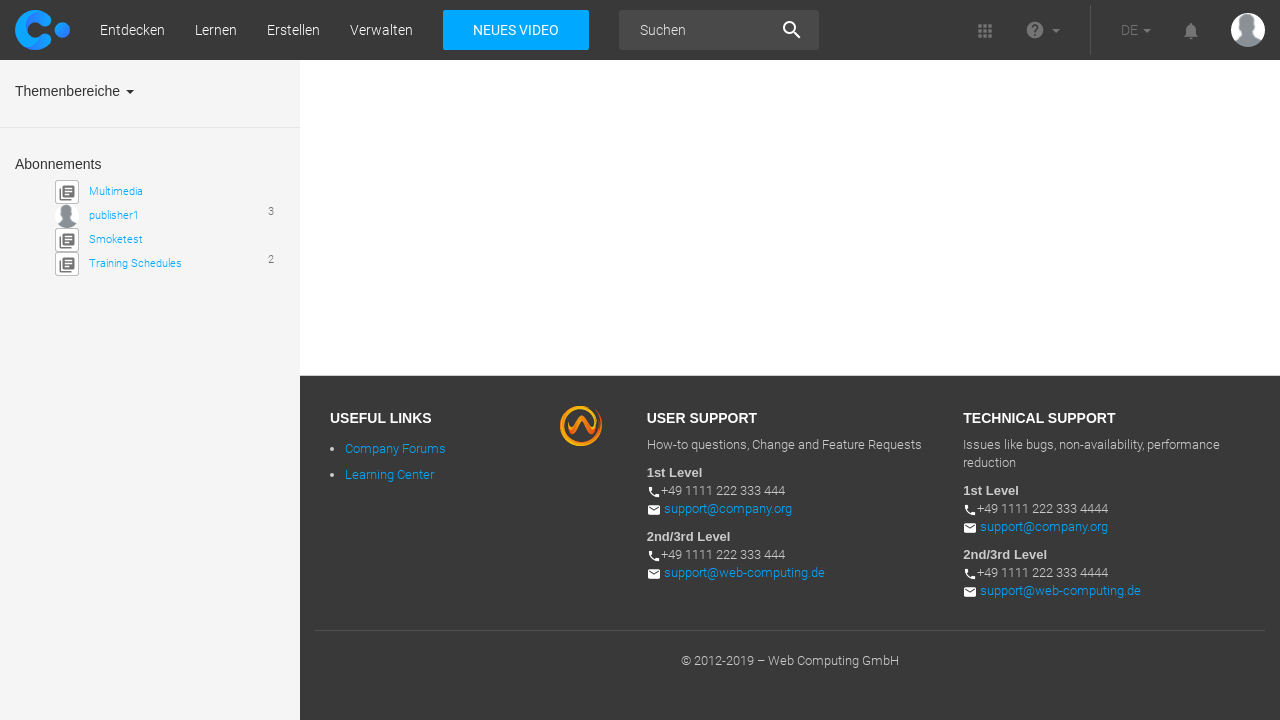 Entdecken Lernen Erstellen Verwalten NEUES VIDEO Suchen DE
Themenbereiche
Abonnements
Multimedia
publisher1 3
Smoketest
Training Schedules 2
USEFUL LINKS
Company Forums
Learning Center
USER SUPPORT
How-to questions, Change and Feature Requests
1st Level
+49 1111 222 333 444
support@company.org
2nd/3rd Level
+49 1111 222 333 444
support@web-computing.de
TECHNICAL SUPPORT
Issues like bugs, non-availability, performance
reduction
1st Level
+49 1111 222 333 4444
support@company.org
2nd/3rd Level
+49 1111 222 333 4444
support@web-computing.de
© 2012-2019 – Web Computing GmbH